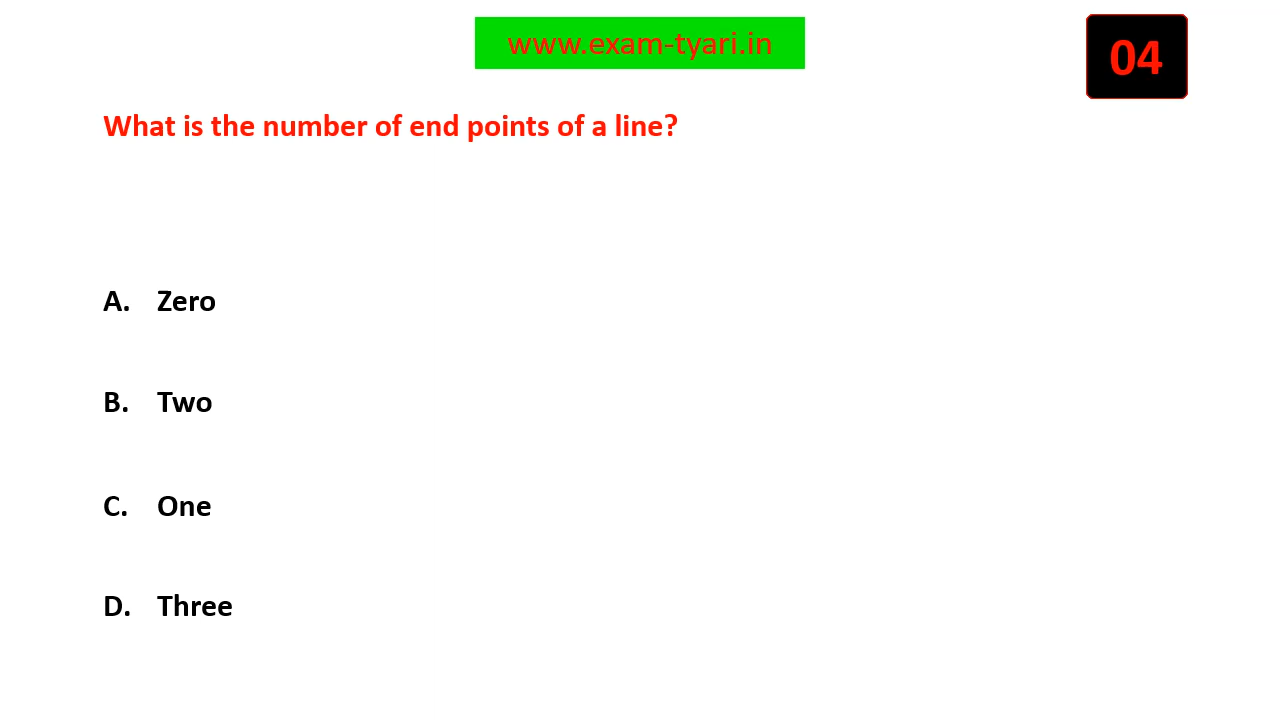 www.exam-tyari.in
04
What is the number of end points of a line?
A. Zero
B. Two
C. One
D. Three